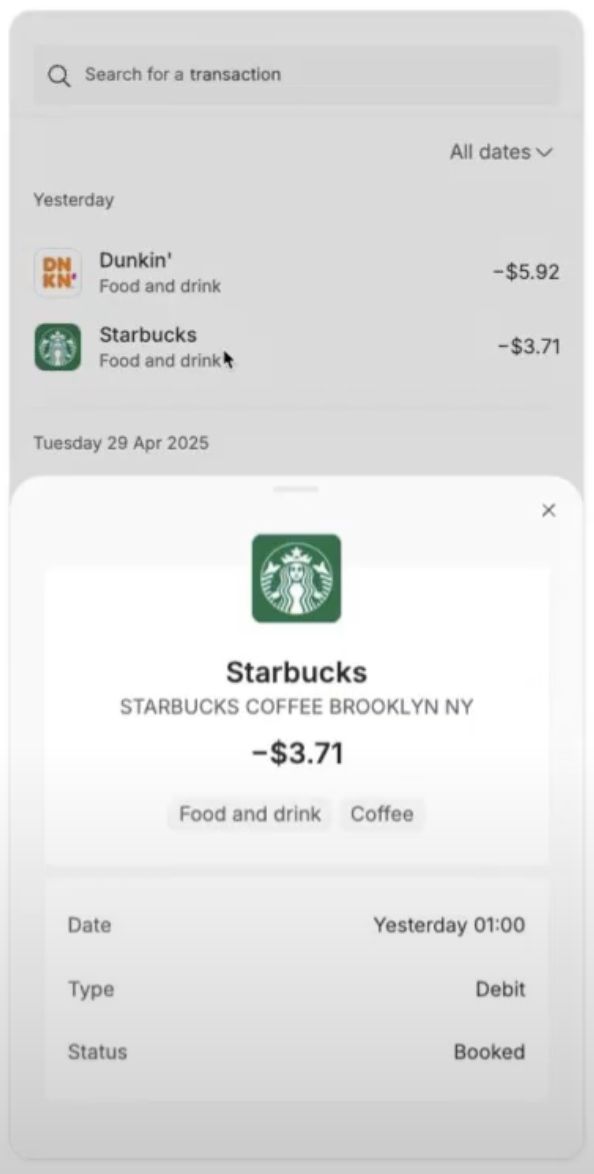 Search for a transaction
All dates
Yesterday
DN
KN'
Dunkin'
Food and drink
−$5.92
Starbucks
Food and drink
−$3.71
Tuesday 29 Apr 2025
Starbucks
STARBUCKS COFFEE BROOKLYN NY
−$3.71
Food and drink Coffee
Date Yesterday 01:00
Type Debit
Status Booked